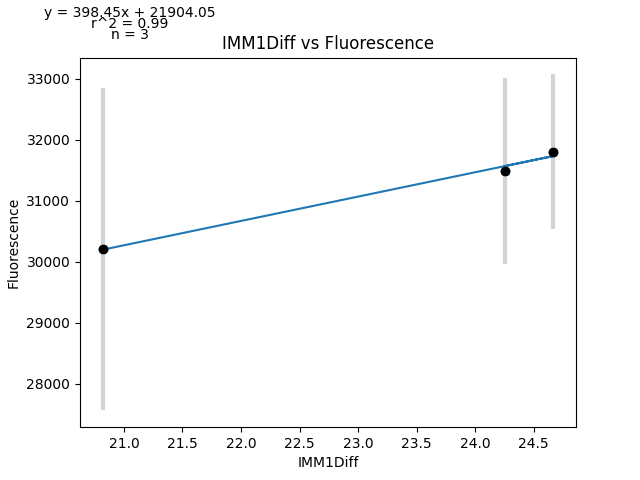 y = 398.45x + 21904.05
r^2 = 0.99
n = 3
IMM1Diff vs Fluorescence
33000
32000
31000
30000
29000
28000
Fluorescence
21.0 21.5 22.0 22.5 23.0 23.5 24.0 24.5
IMM1Diff